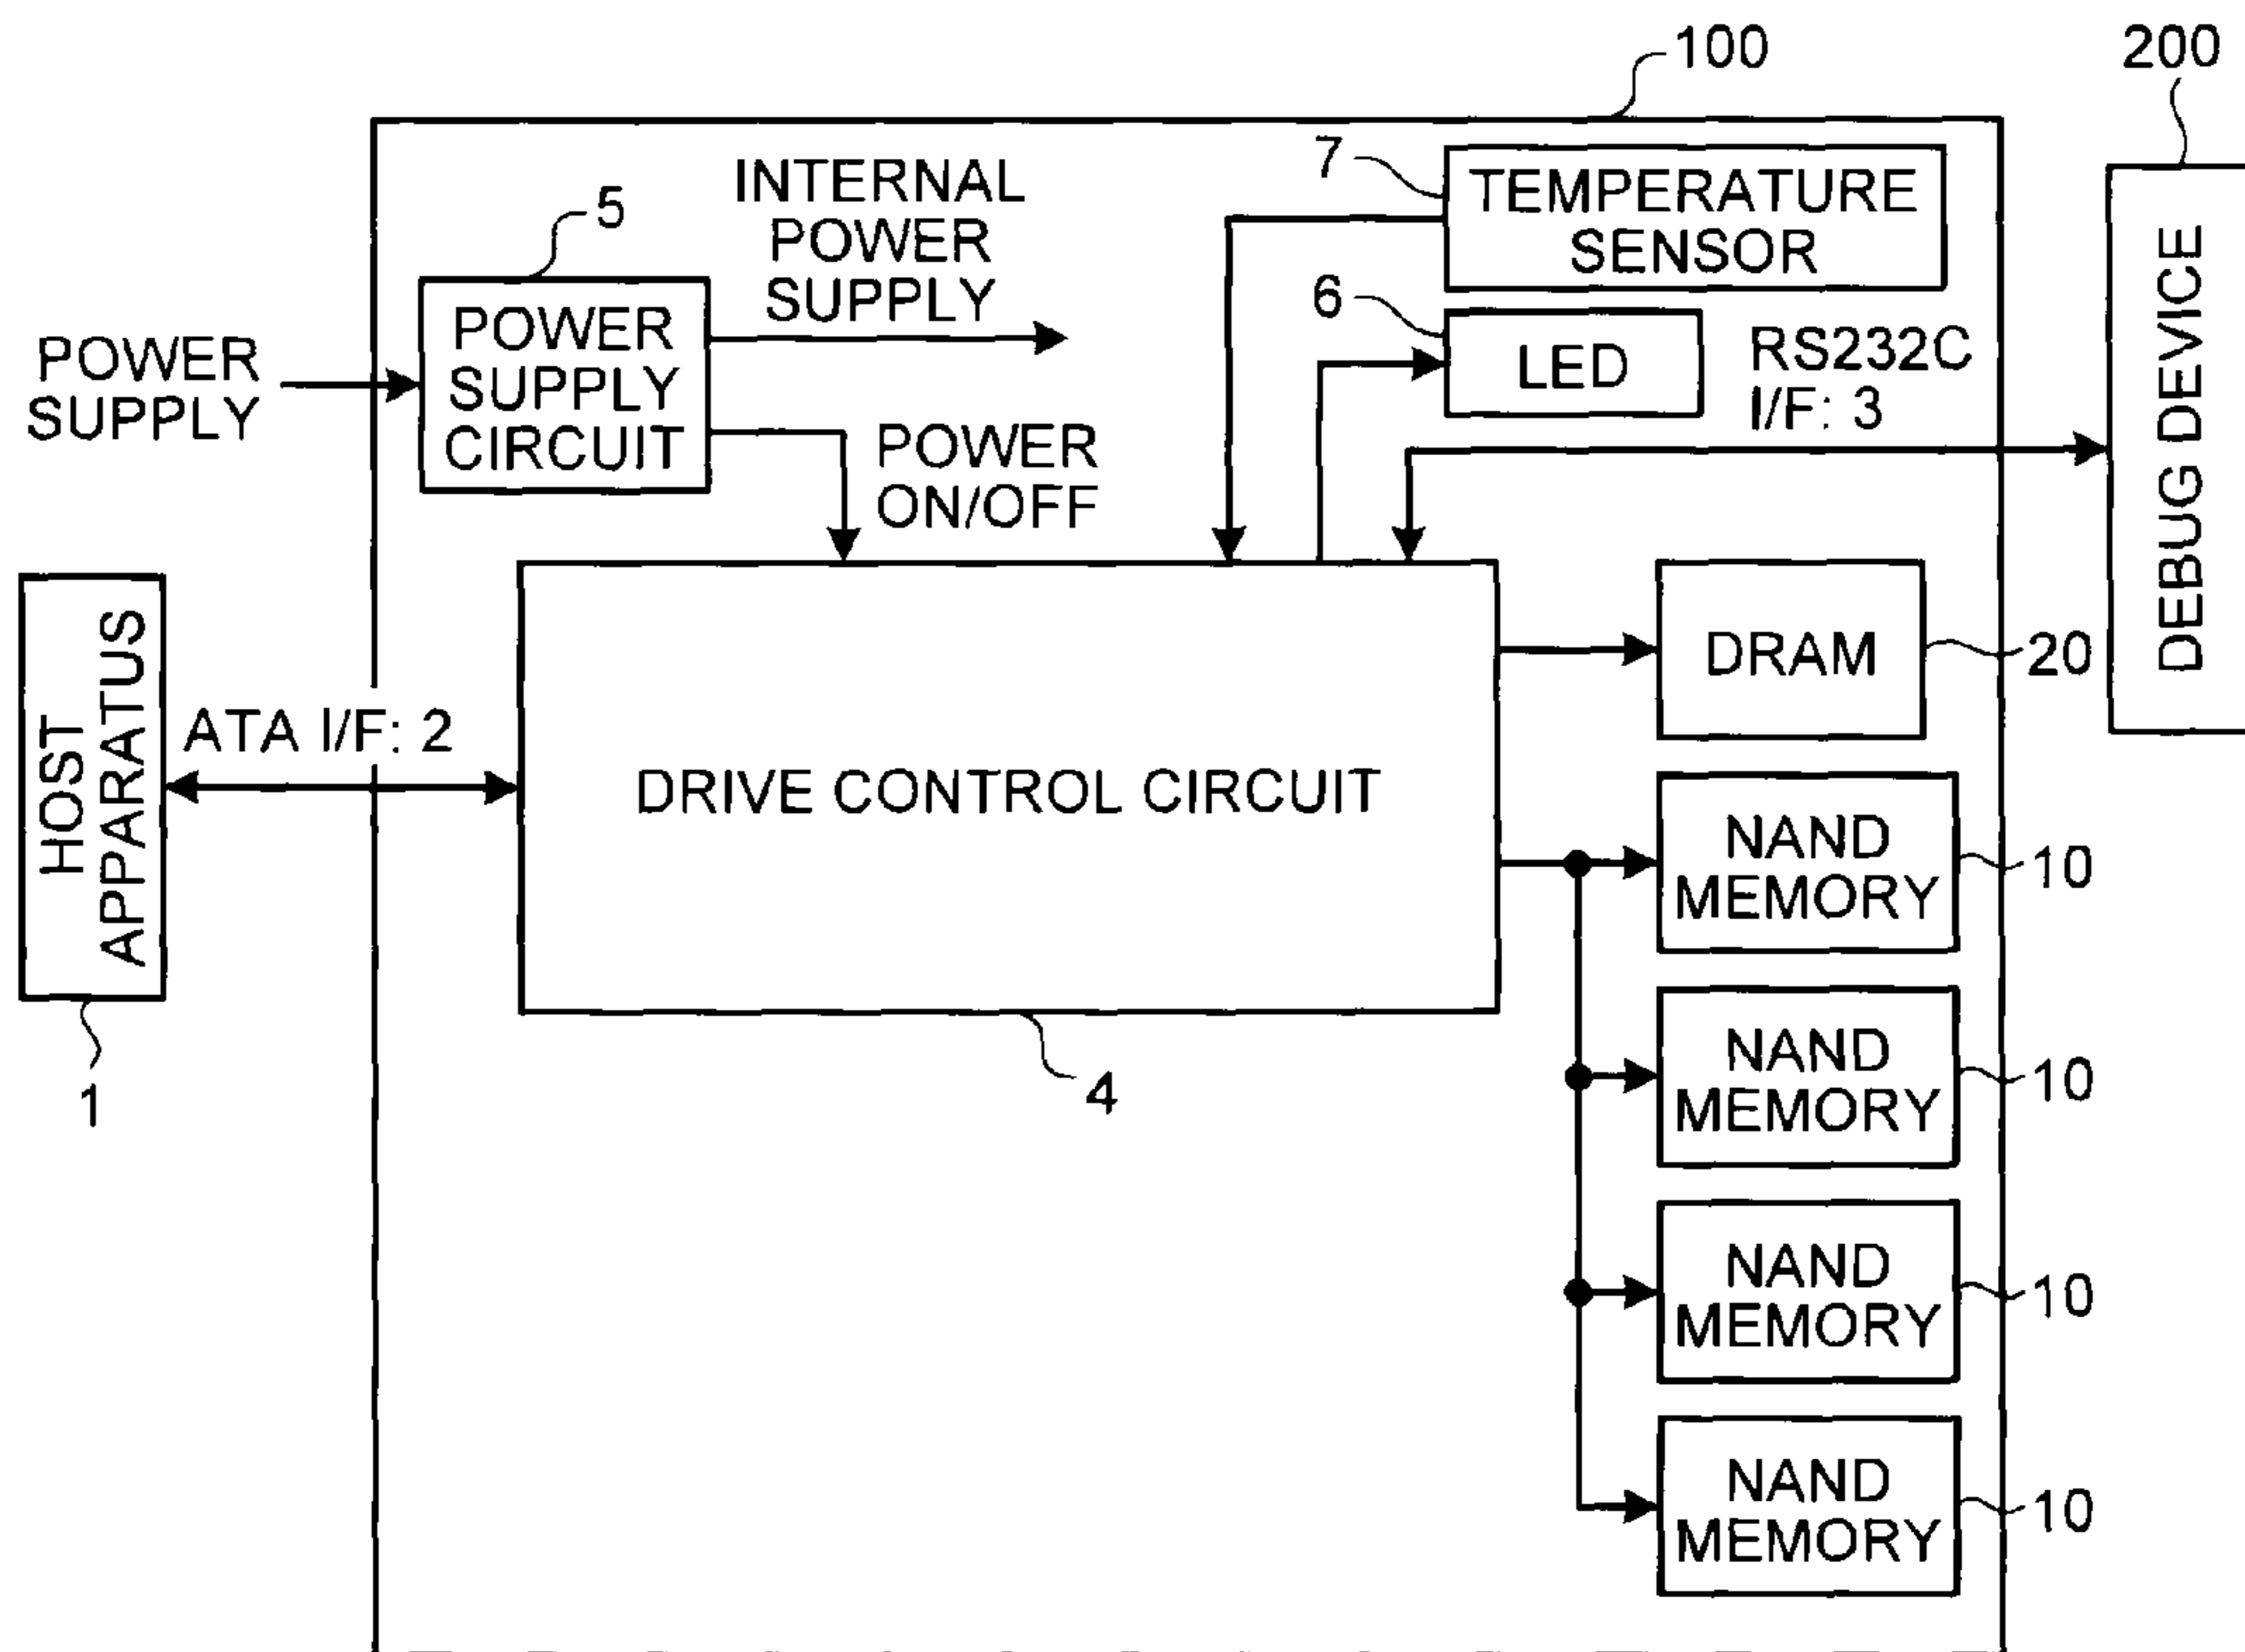 100
200
7
TEMPERATURE
SENSOR
INTERNAL
POWER
SUPPLY
5
6
LED
RS232C
I/F: 3
POWER
SUPPLY
POWER
SUPPLY
CIRCUIT
POWER
ON/OFF
DEBUG DEVICE
HOST
APPARATUS
1
ATA I/F: 2
DRIVE CONTROL CIRCUIT
4
DRAM
20
NAND
MEMORY
10
NAND
MEMORY
10
NAND
MEMORY
10
NAND
MEMORY
10